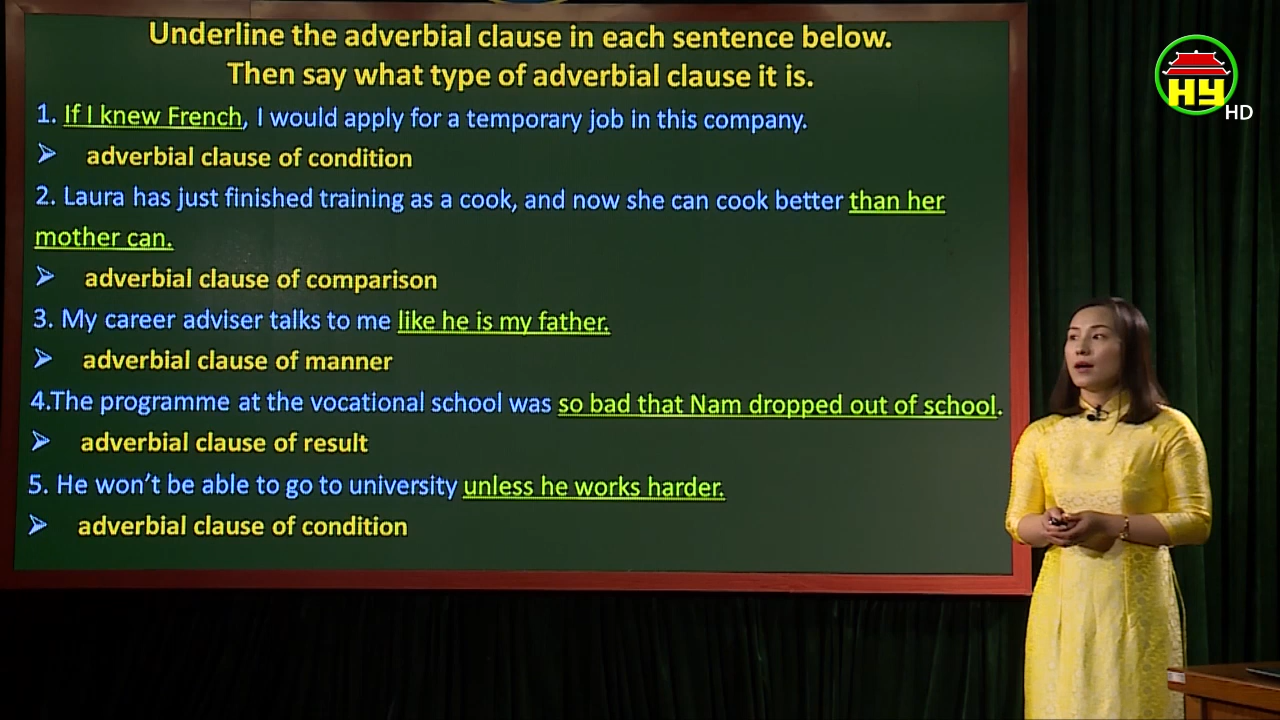 Underline the adverbial clause in each sentence below.
Then say what type of adverbial clause it is.
1. If I knew French, I would apply for a temporary job in this company.
➢ adverbial clause of condition
2. Laura has just finished training as a cook, and now she can cook better than her
mother can.
➢ adverbial clause of comparison
3. My career adviser talks to me like he is my father.
➢ adverbial clause of manner
4.The programme at the vocational school was so bad that Nam dropped out of school.
➢ adverbial clause of result
5. He won’t be able to go to university unless he works harder.
➢ adverbial clause of condition
HY
HD